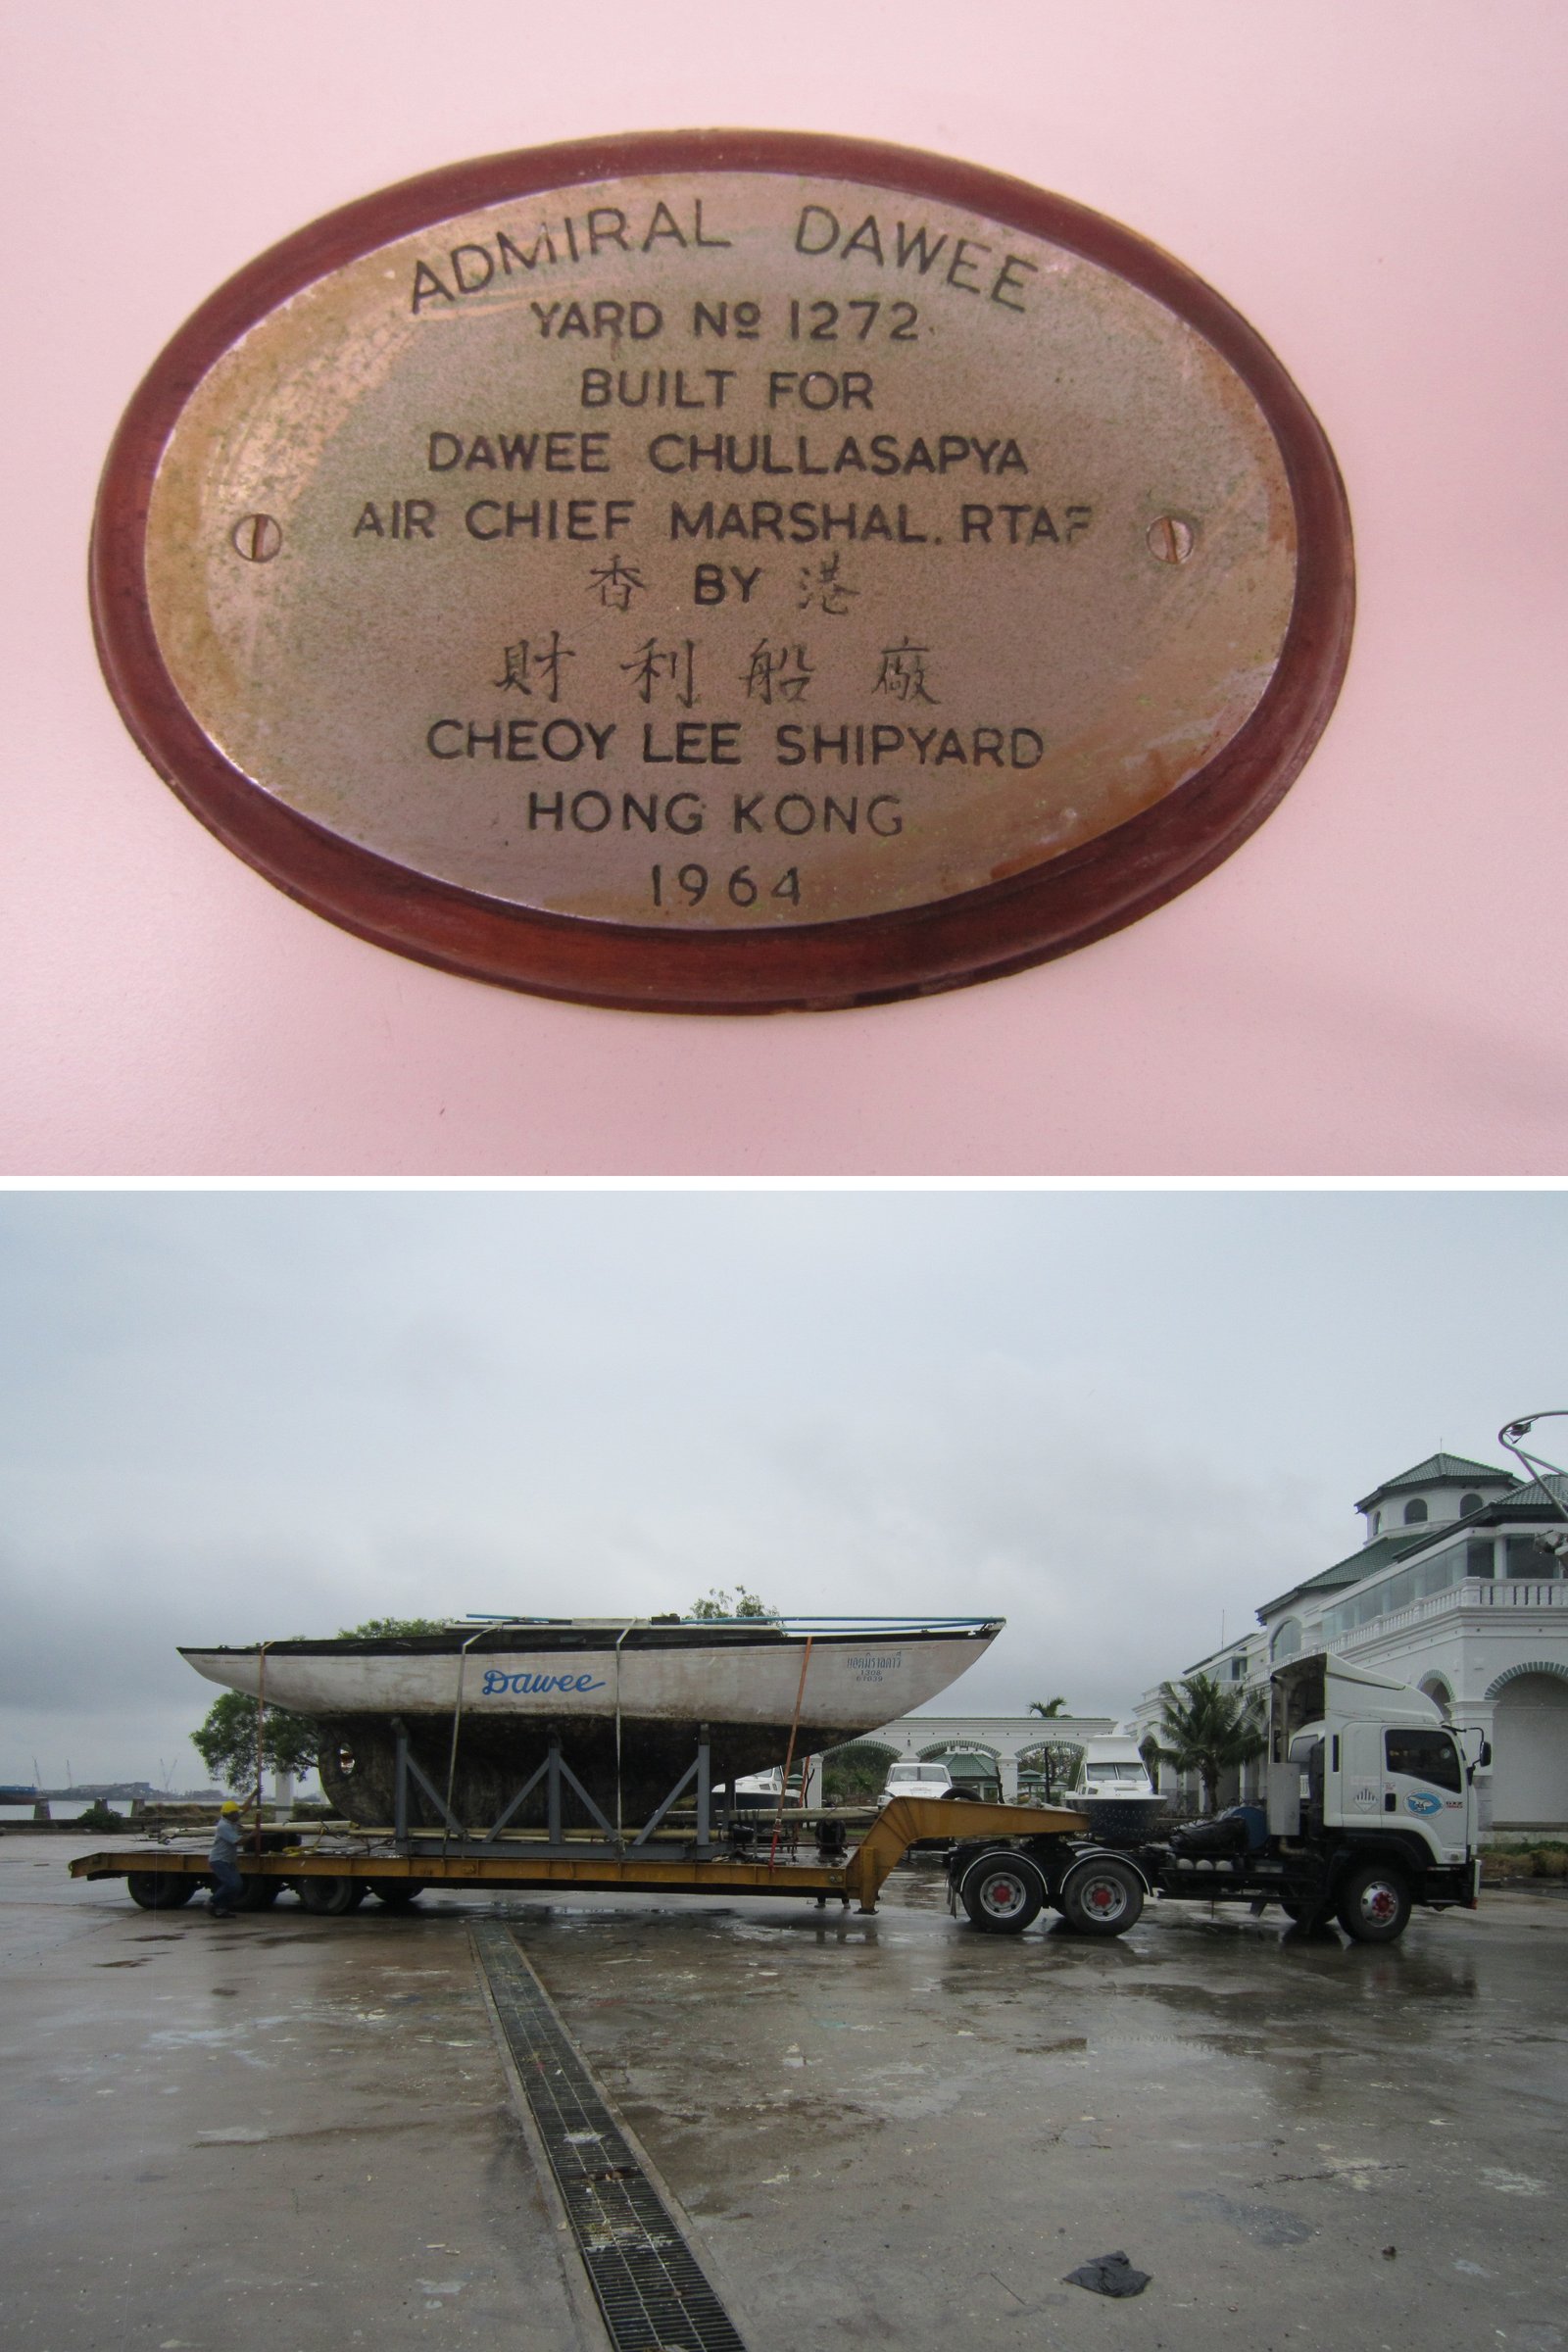 ADMIRAL DAWEE
YARD Nº 1272
BUILT FOR
DAWEE CHULLASAPYA
AIR CHIEF MARSHAL. RTAF
香 BY 港
財利船廠
CHEOY LEE SHIPYARD
HONG KONG
1964
Dawee